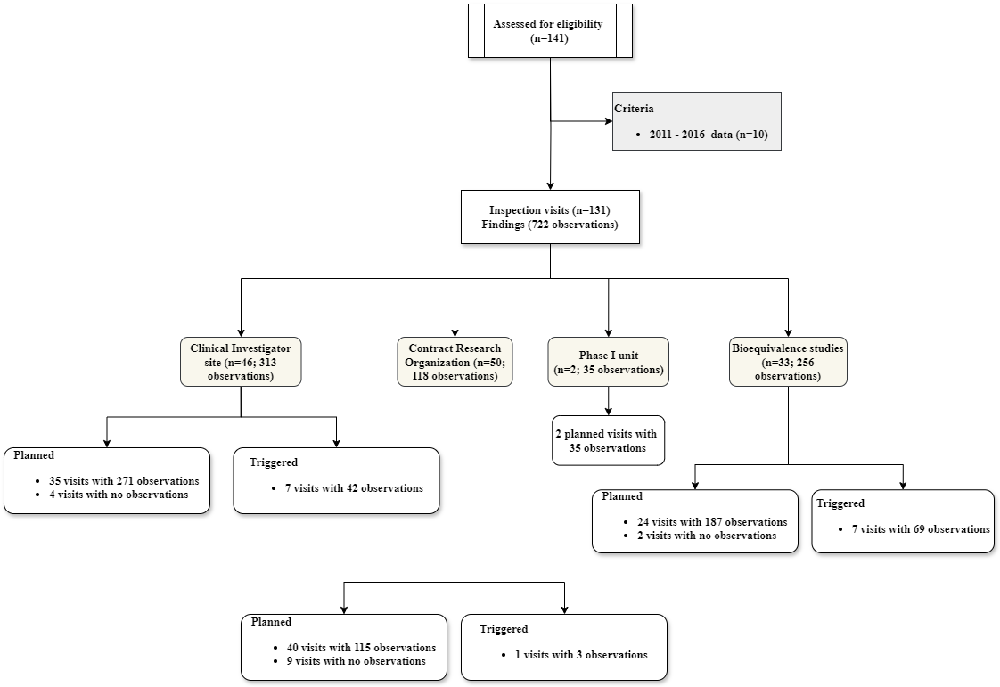 Assessed for eligibility
(n=141)
Criteria
• 2011 - 2016 data (n=10)
Inspection visits (n=131)
Findings (722 observations)
Clinical Investigator
site (n=46; 313
observations)
Contract Research
Organization (n=50;
118 observations)
Phase I unit
(n=2; 35 observations)
Bioequivalence studies
(n=33; 256
observations)
2 planned visits with
35 observations
Planned
• 35 visits with 271 observations
• 4 visits with no observations
Triggered
• 7 visits with 42 observations
Planned
• 24 visits with 187 observations
• 2 visits with no observations
Triggered
• 7 visits with 69 observations
Planned
• 40 visits with 115 observations
• 9 visits with no observations
Triggered
• 1 visits with 3 observations